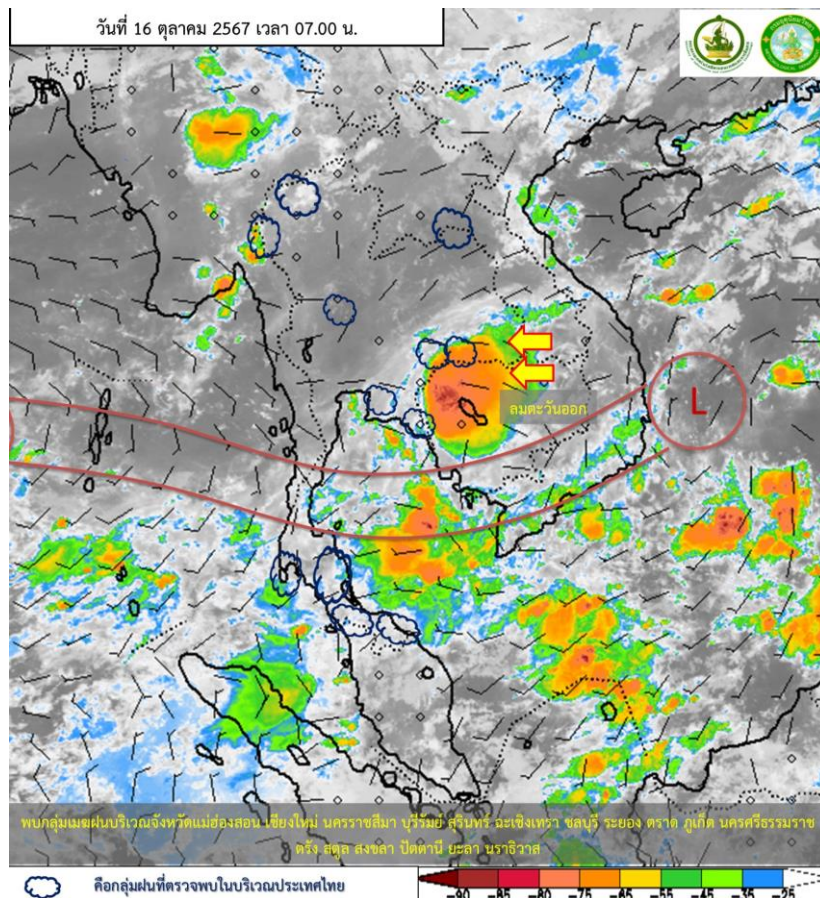 วันที่ 16 ตุลาคม 2567 เวลา 07.00 น.
ลมตะวันออก
L
พบกลุ่มเมฆฝนบริเวณจังหวัดแม่ฮ่องสอน เชียงใหม่ นครราชสีมา บุรีรัมย์ สุรินทร์ ฉะเชิงเทรา ชลบุรี ระยอง ตราด ภูเก็ต นครศรีธรรมราช
ตรัง สตูล สงขลา ปัตตานี ยะลา นราธิวาส
คือกลุ่มฝนที่ตรวจพบในบริเวณประเทศไทย
-90 -85 -80 -75 -65 -55 -45 -35 -25